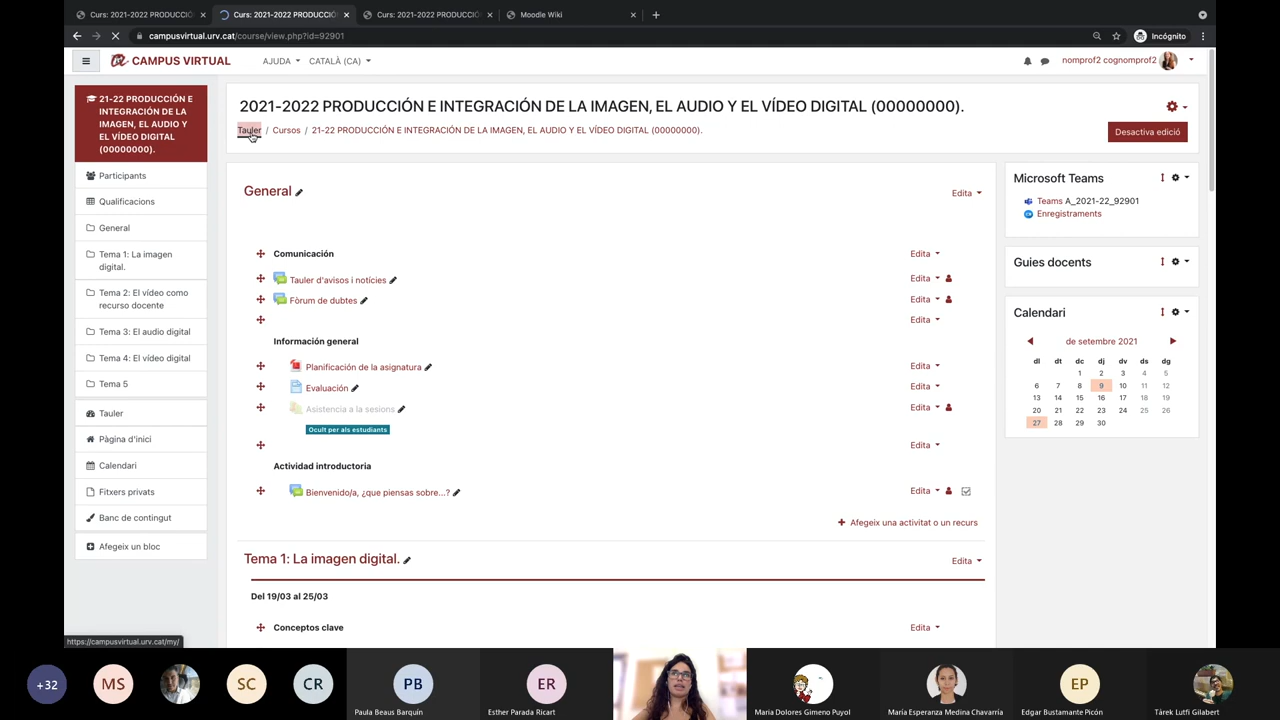 Curs: 2021-2022 PRODUCCIÓ
Curs: 2021-2022 PRODUCCIÓ
Curs: 2021-2022 PRODUCCIÓ
Moodle Wiki
campusvirtual.urv.cat/course/view.php?id=92901
Incógnito
CAMPUS VIRTUAL
AJUDA
CATALÀ (CA)
nomprof2 cognomprof2
21-22 PRODUCCIÓN E
INTEGRACIÓN DE LA
IMAGEN, EL AUDIO Y
EL VÍDEO DIGITAL
(00000000).
Participants
Qualificacions
General
Tema 1: La imagen
digital.
Tema 2: El vídeo como
recurso docente
Tema 3: El audio digital
Tema 4: El vídeo digital
Tema 5
Tauler
Pàgina d'inici
Calendari
Fitxers privats
Banc de contingut
Afegeix un bloc
2021-2022 PRODUCCIÓN E INTEGRACIÓN DE LA IMAGEN, EL AUDIO Y EL VÍDEO DIGITAL (00000000).
Tauler / Cursos / 21-22 PRODUCCIÓN E INTEGRACIÓN DE LA IMAGEN, EL AUDIO Y EL VÍDEO DIGITAL (00000000).
Desactiva edició
General
Edita
Comunicación
Edita
Tauler d'avisos i notícies
Edita
Fòrum de dubtes
Edita
Edita
Información general
Planificación de la asignatura
Edita
Evaluación
Edita
Asistencia a la sesions
Edita
Ocult per als estudiants
Edita
Actividad introductoria
Bienvenido/a, ¿que piensas sobre...?
Edita
Afegeix una activitat o un recurs
Tema 1: La imagen digital.
Edita
Del 19/03 al 25/03
Conceptos clave
Edita
Microsoft Teams
Teams A_2021-22_92901
Enregistraments
Guies docents
Calendari
de setembre 2021
dl dt dc dj dv ds dg
1 2 3 4 5
6 7 8 9 10 11 12
13 14 15 16 17 18 19
20 21 22 23 24 25 26
27 28 29 30
https://campusvirtual.urv.cat/my/
+32
MS
SC
CR
PB
Paula Beaus Barquín
ER
Esther Parada Ricart
María Dolores Gimeno Puyol
María Esperanza Medina Chavarría
EP
Edgar Bustamante Picón
Tárek Lutfi Gilabert